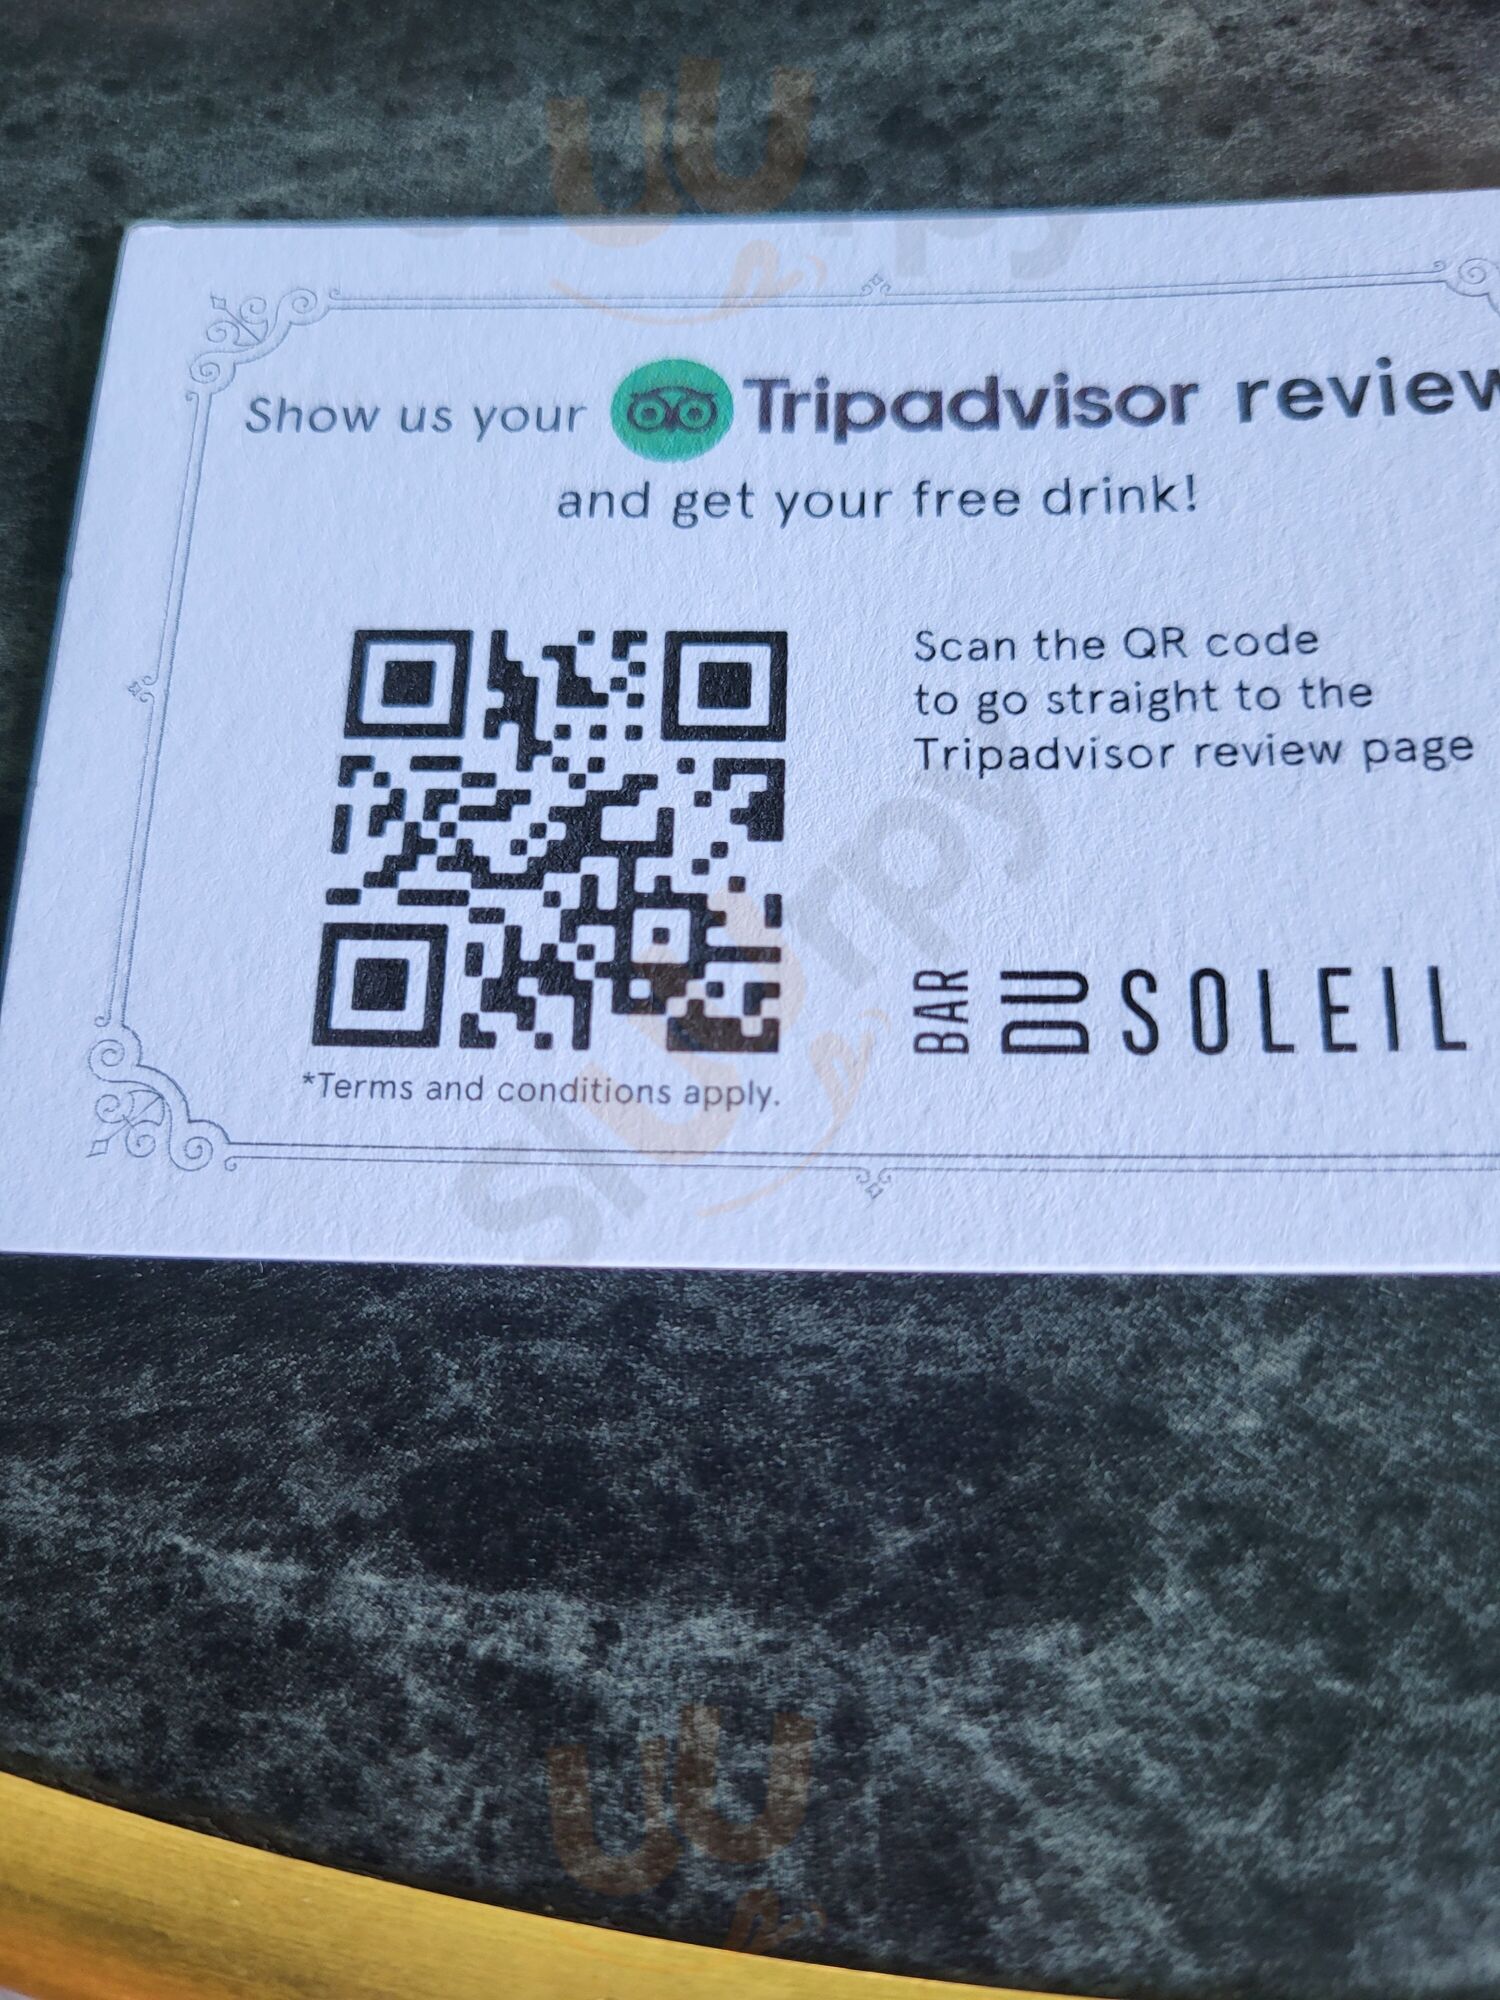 Show us your Tripadvisor review
and get your free drink!
Scan the QR code
to go straight to the
Tripadvisor review page
BAR DU SOLEIL
*Terms and conditions apply.